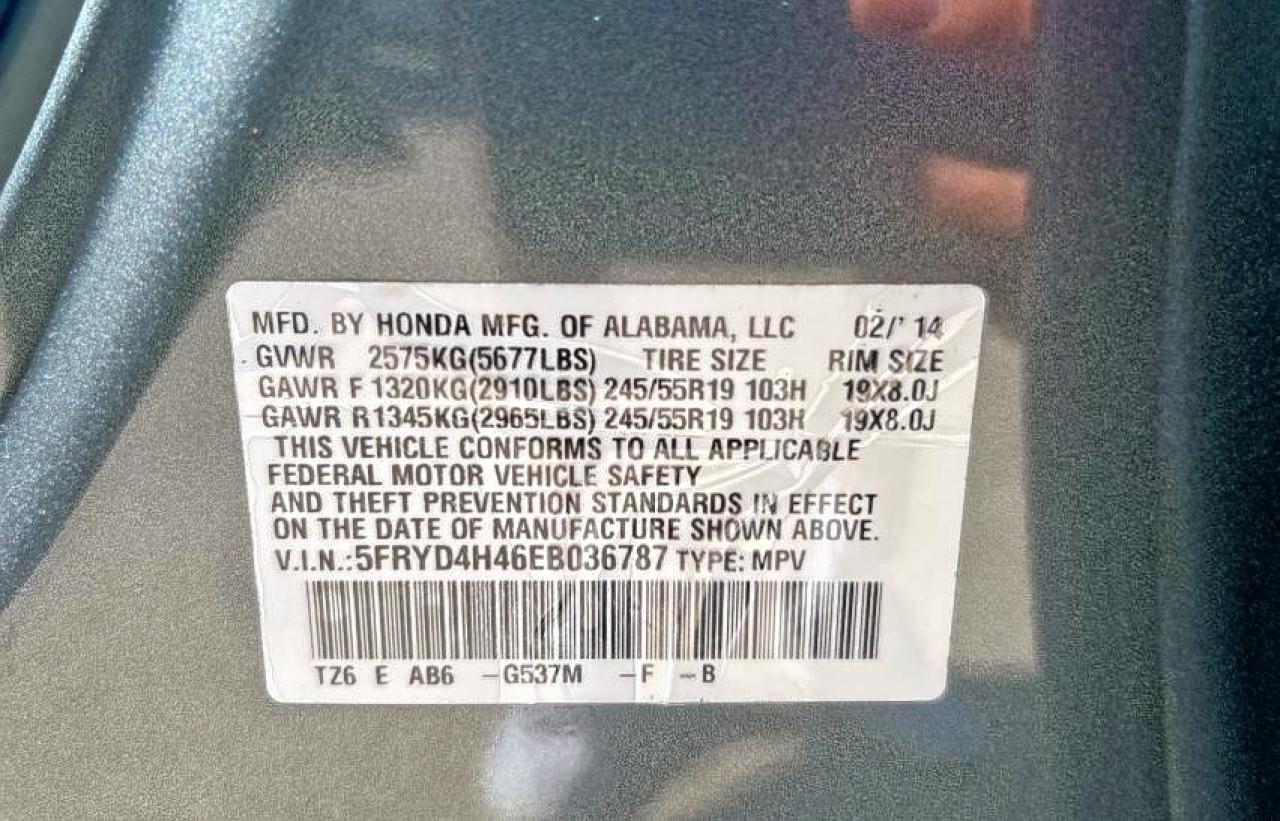 MFD. BY HONDA MFG. OF ALABAMA, LLC 02/' 14
GVWR 2575KG(5677LBS) TIRE SIZE RIM SIZE
GAWR F 1320KG(2910LBS) 245/55R19 103H 19X8.0J
GAWR R1345KG(2965LBS) 245/55R19 103H 19X8.0J
THIS VEHICLE CONFORMS TO ALL APPLICABLE
FEDERAL MOTOR VEHICLE SAFETY
AND THEFT PREVENTION STANDARDS IN EFFECT
ON THE DATE OF MANUFACTURE SHOWN ABOVE.
V.I.N.:5FRYD4H46EB036787 TYPE: MPV
TZ6 E AB6 –G537M –F –B